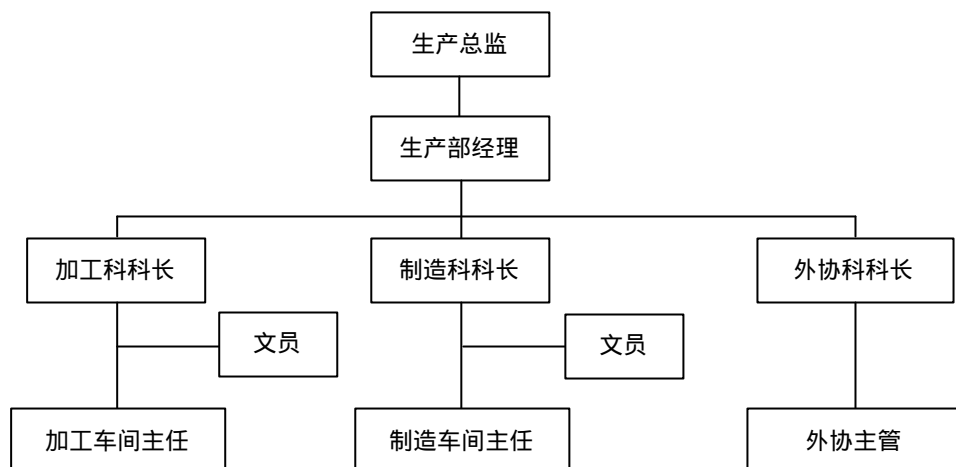 生产总监
生产部经理
加工科科长
制造科科长
外协科科长
文员
文员
加工车间主任
制造车间主任
外协主管